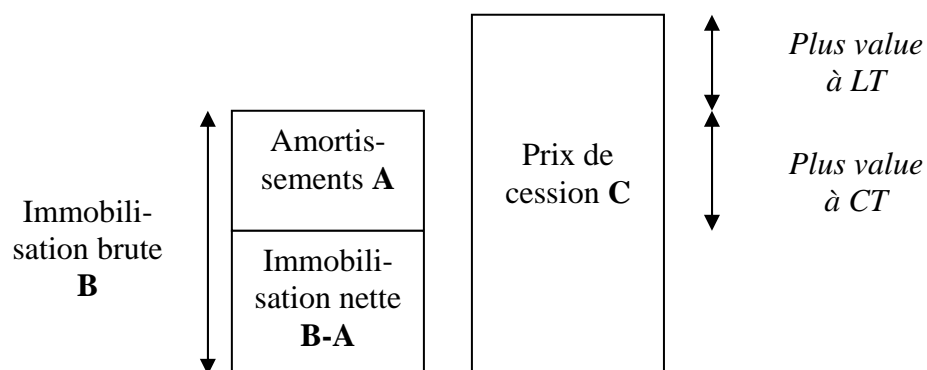 Immobili-
sation brute
B
Amortis-
sements A
Immobili-
sation nette
B-A
Prix de
cession C
Plus value
à LT
Plus value
à CT